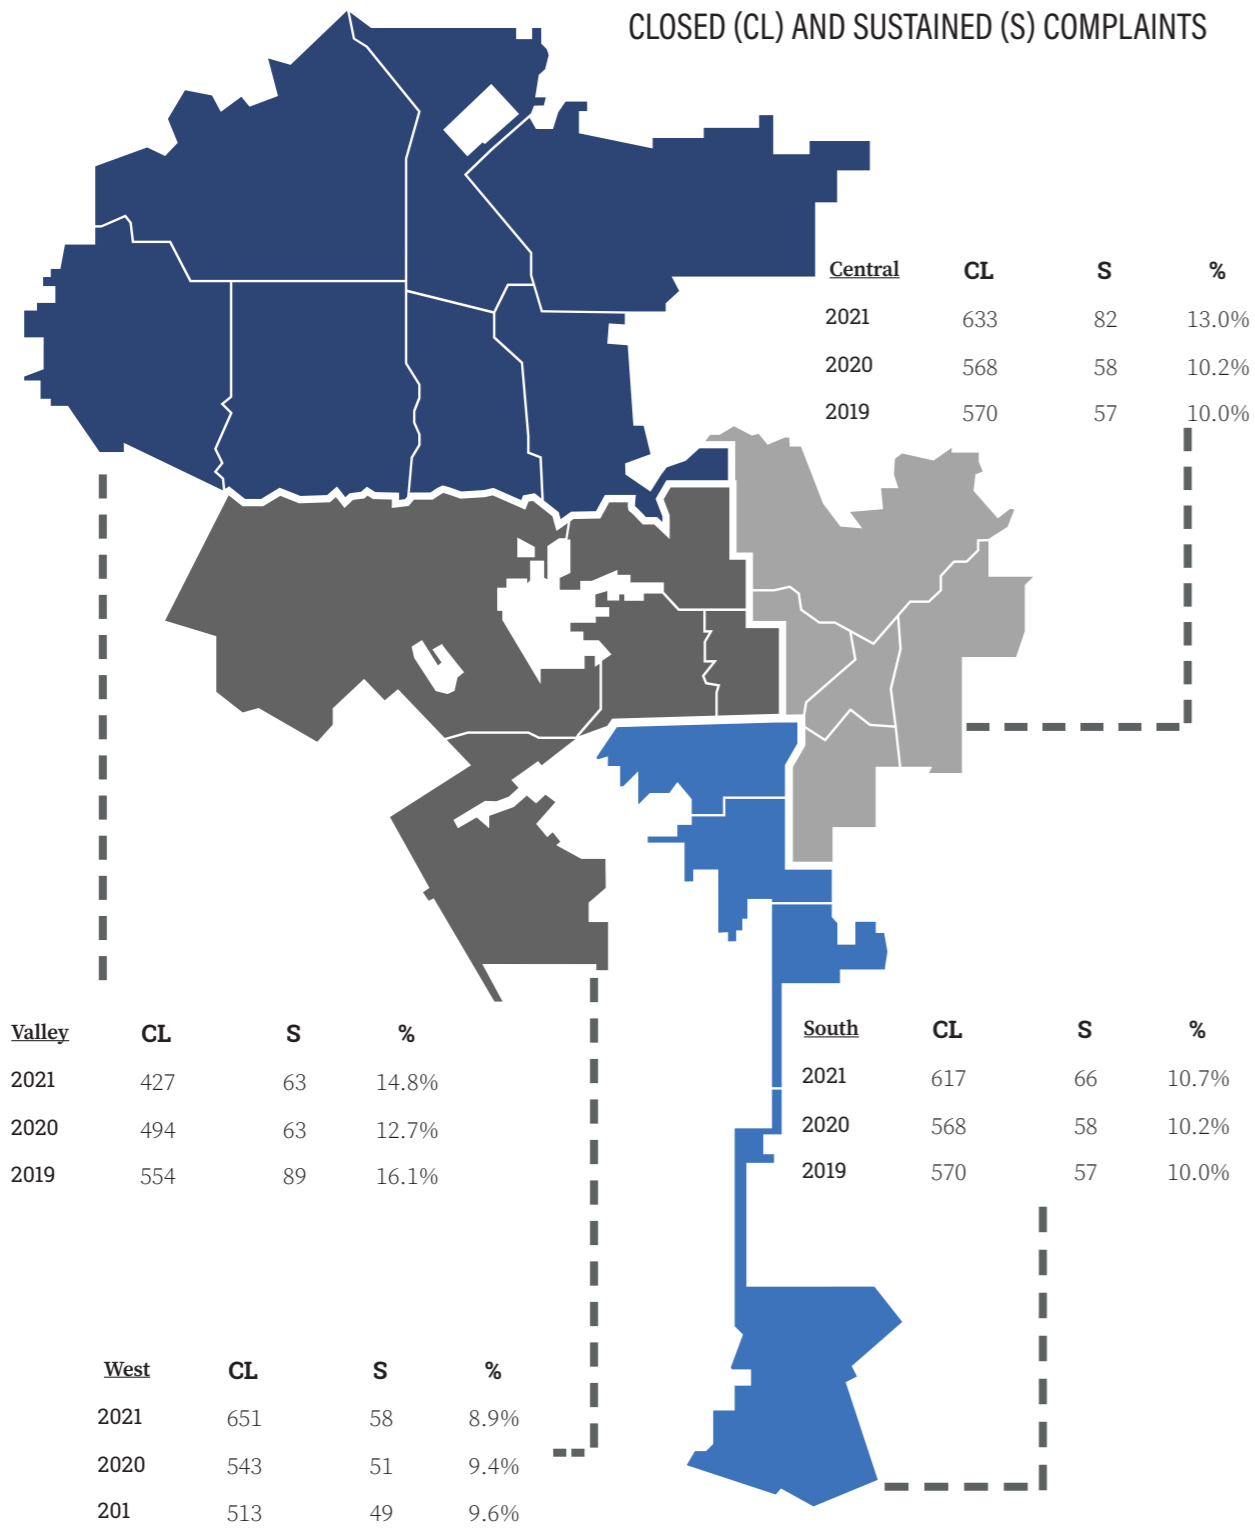 CLOSED (CL) AND SUSTAINED (S) COMPLAINTS
Central CL S %
2021 633 82 13.0%
2020 568 58 10.2%
2019 570 57 10.0%
Valley CL S %
2021 427 63 14.8%
2020 494 63 12.7%
2019 554 89 16.1%
South CL S %
2021 617 66 10.7%
2020 568 58 10.2%
2019 570 57 10.0%
West CL S %
2021 651 58 8.9%
2020 543 51 9.4%
201 513 49 9.6%